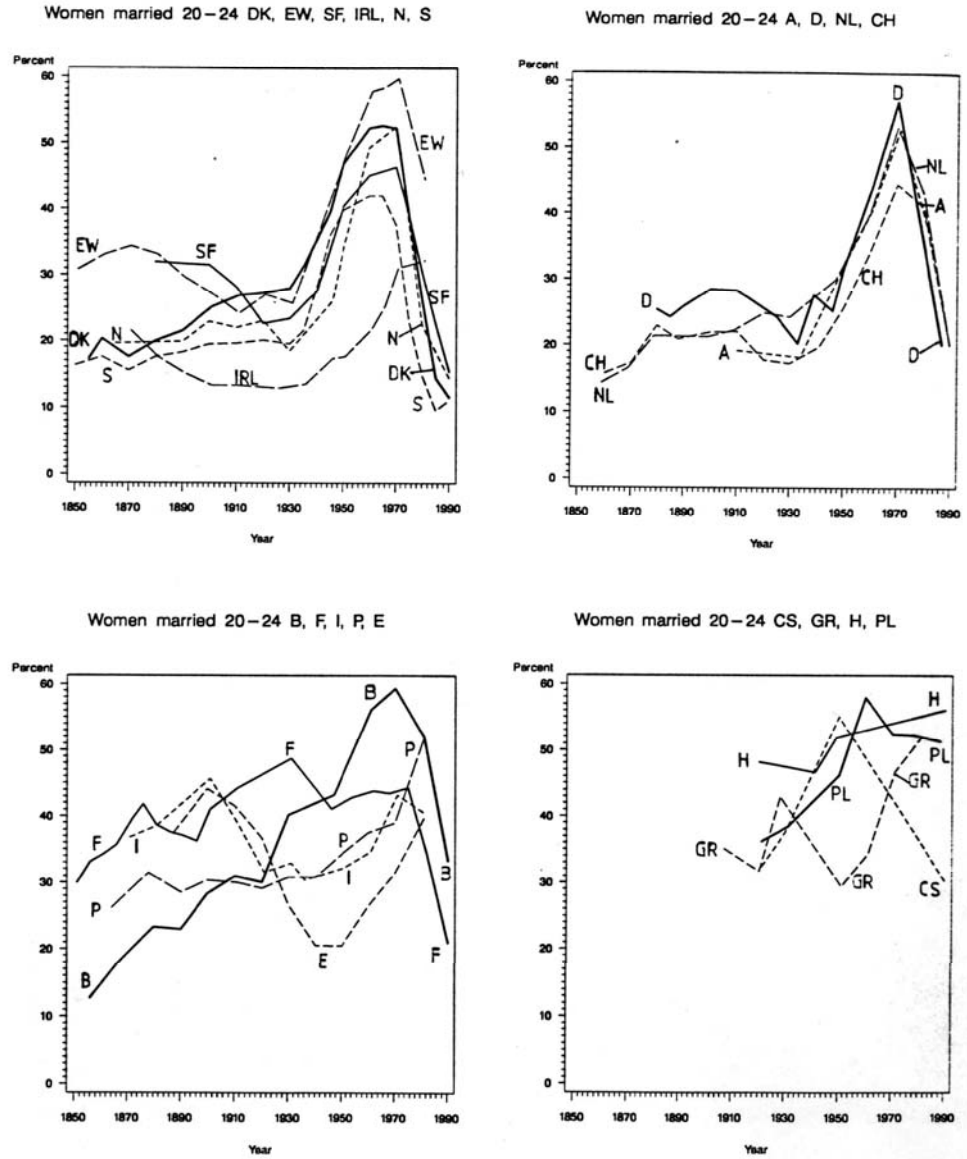 Women married 20-24 DK, EW, SF, IRL, N, S
Percent
60
50
40
30
20
10
0
EW
EW
SF
DK
N
S
IRL
SF
N
DK
S
1850 1870 1890 1910 1930 1950 1970 1990
Year
Women married 20-24 A, D, NL, CH
Percent
60
50
40
30
20
10
0
D
NL
A
CH
D
A
CH
NL
D
1850 1870 1890 1910 1930 1950 1970 1990
Year
Women married 20-24 B, F, I, P, E
Percent
60
50
40
30
20
10
0
B
F
P
F
I
P
I
P
E
B
B
F
1850 1870 1890 1910 1930 1950 1970 1990
Year
Women married 20-24 CS, GR, H, PL
Percent
60
50
40
30
20
10
0
H
H
PL
PL
GR
GR
GR
CS
1850 1870 1890 1910 1930 1950 1970 1990
Year